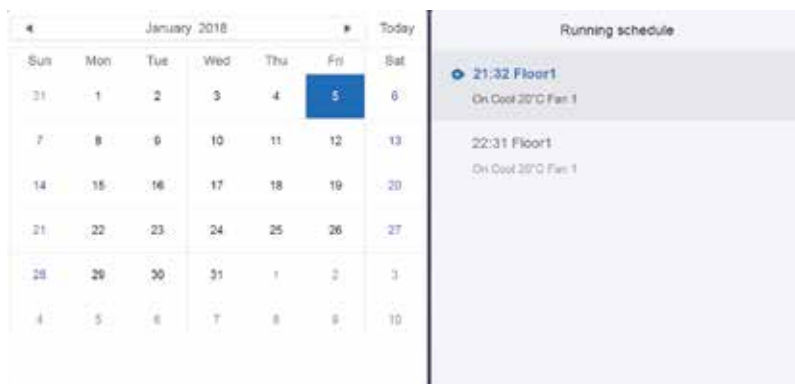 January 2018 Today
Sun Mon Tue Wed Thu Fri Sat
31 1 2 3 4 5 6
7 8 9 10 11 12 13
14 15 16 17 18 19 20
21 22 23 24 25 26 27
28 29 30 31 1 2 3
4 5 6 7 8 9 10
Running schedule
21:32 Floor1
On Cool 20°C Fan 1
22:31 Floor1
On Cool 20°C Fan 1